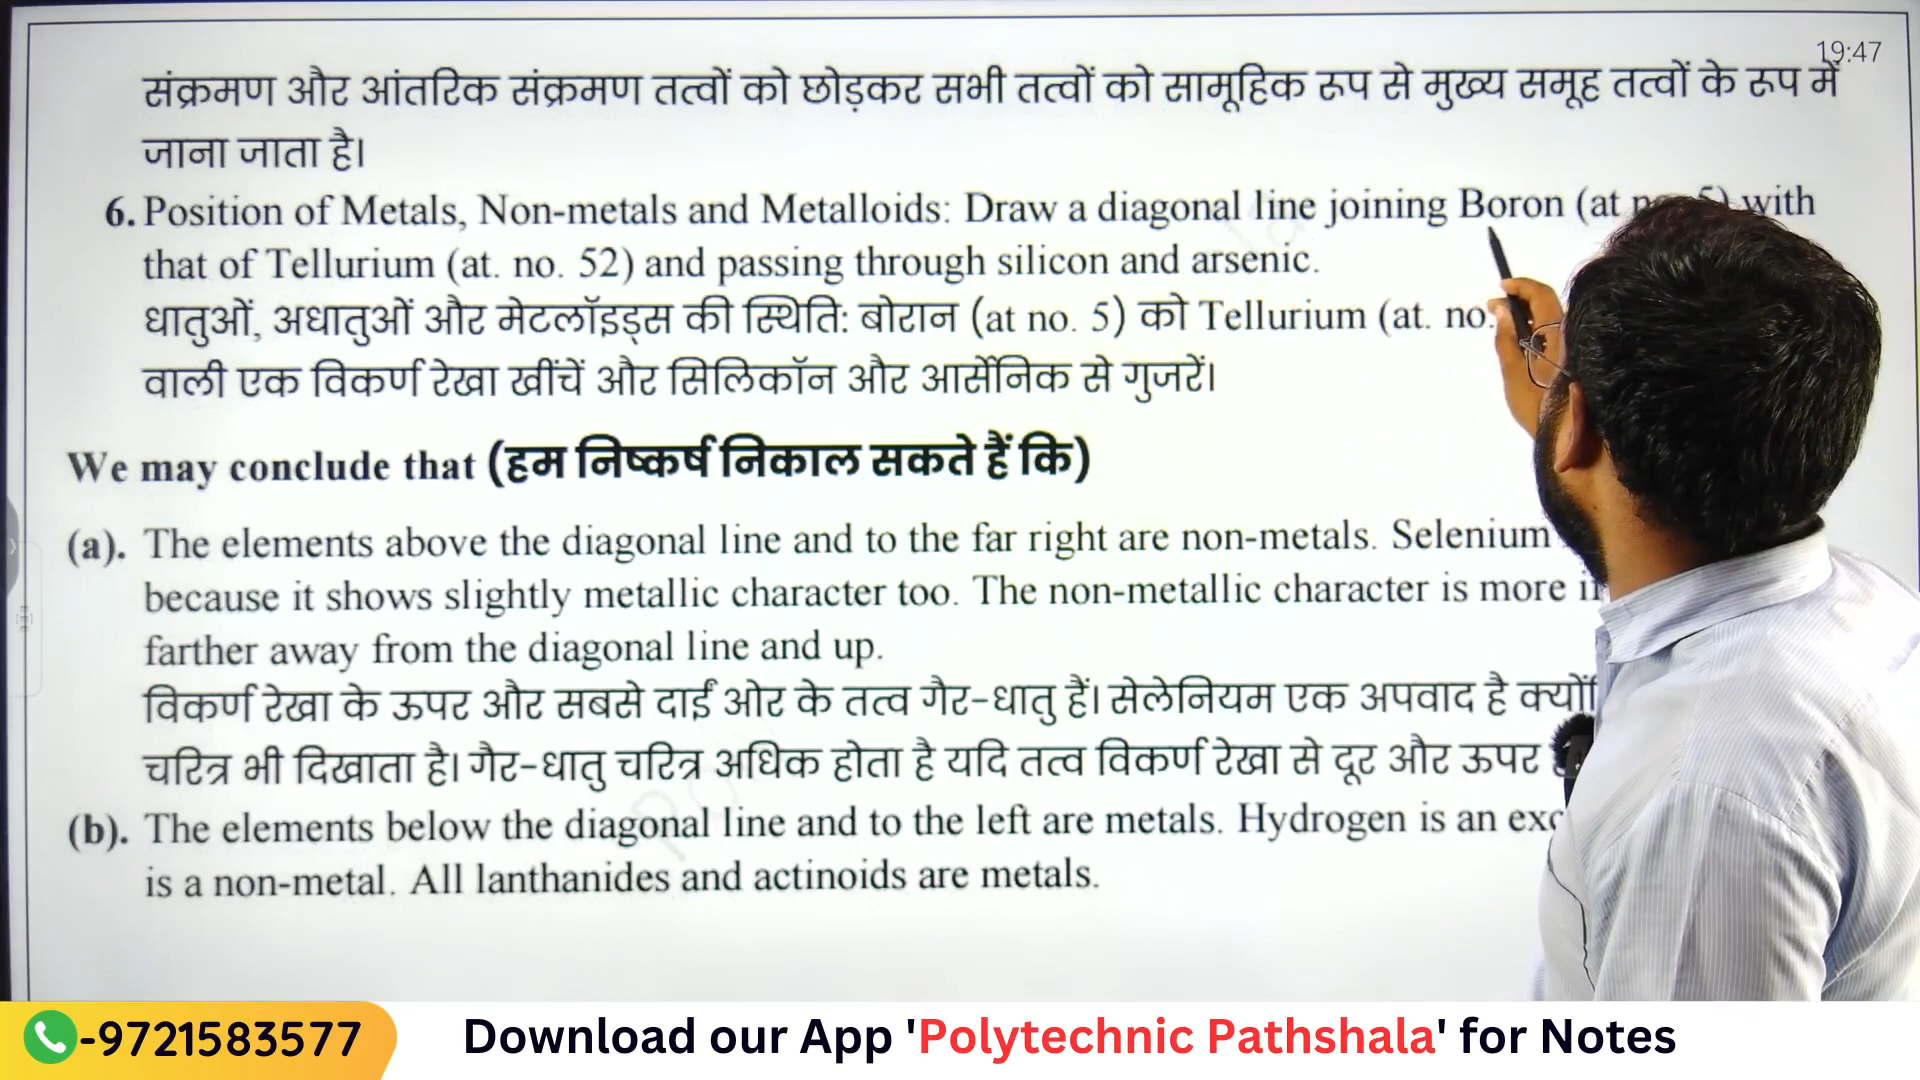 19:47
संक्रमण और आंतरिक संक्रमण तत्वों को छोड़कर सभी तत्वों को सामूहिक रूप से मुख्य समूह तत्वों के रूप में
जाना जाता है।
6. Position of Metals, Non-metals and Metalloids: Draw a diagonal line joining Boron (at 5) with
that of Tellurium (at. no. 52) and passing through silicon and arsenic.
धातुओं, अधातुओं और मेटलॉइड्स की स्थिति: बोरान (at no. 5) को Tellurium (at. no.
वाली एक विकर्ण रेखा खींचें और सिलिकॉन और आर्सेनिक से गुजरें।
We may conclude that (हम निष्कर्ष निकाल सकते हैं कि)
(a). The elements above the diagonal line and to the far right are non-metals. Selenium
because it shows slightly metallic character too. The non-metallic character is more
farther away from the diagonal line and up.
विकर्ण रेखा के ऊपर और सबसे दाईं ओर के तत्व गैर-धातु हैं। सेलेनियम एक अपवाद है
चरित्र भी दिखाता है। गैर-धातु चरित्र अधिक होता है यदि तत्व विकर्ण रेखा से दूर और ऊपर
(b). The elements below the diagonal line and to the left are metals. Hydrogen is an
is a non-metal. All lanthanides and actinoids are metals.
-9721583577 Download our App 'Polytechnic Pathshala' for Notes